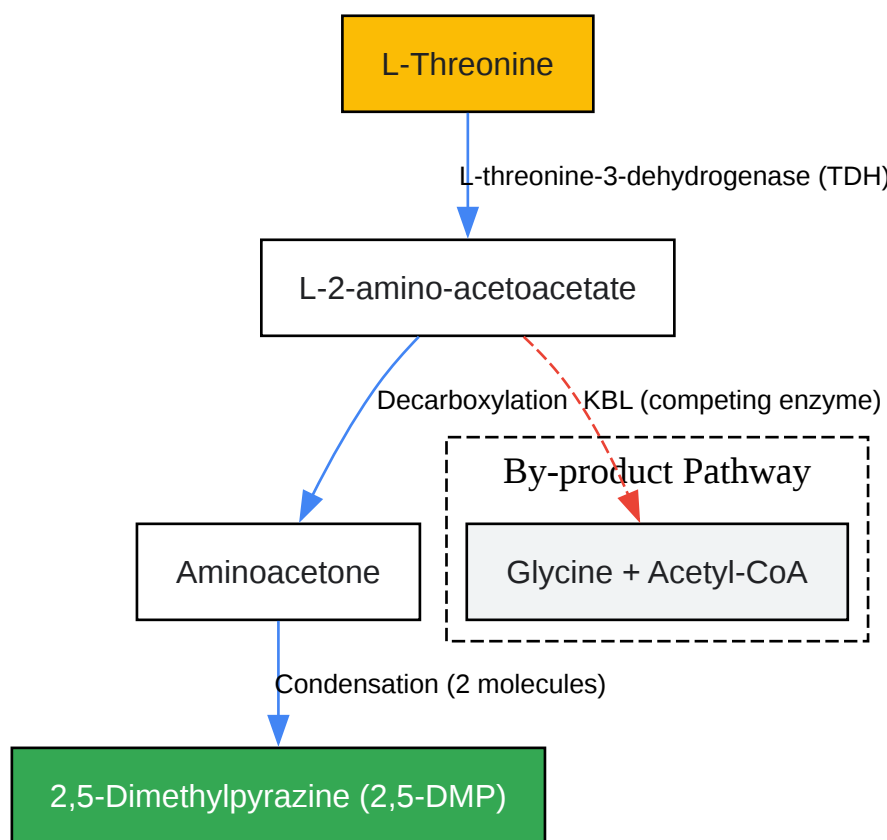 L-Threonine
L-threonine-3-dehydrogenase (TDH)
L-2-amino-acetoacetate
Decarboxylation
KBL (competing enzyme)
By-product Pathway
Aminoacetone
Glycine + Acetyl-CoA
Condensation (2 molecules)
2,5-Dimethylpyrazine (2,5-DMP)